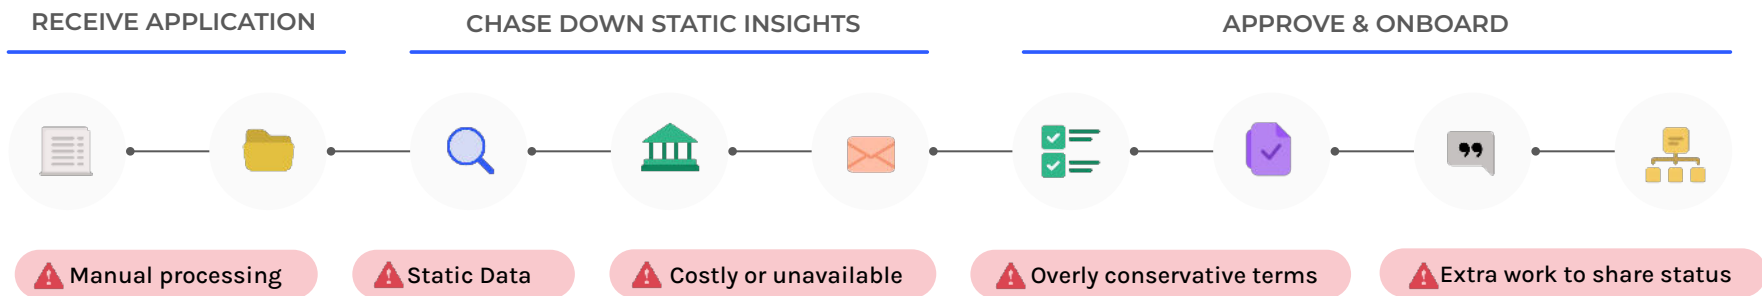 RECEIVE APPLICATION
CHASE DOWN STATIC INSIGHTS
APPROVE & ONBOARD
Manual processing
Static Data
Costly or unavailable
Overly conservative terms
Extra work to share status